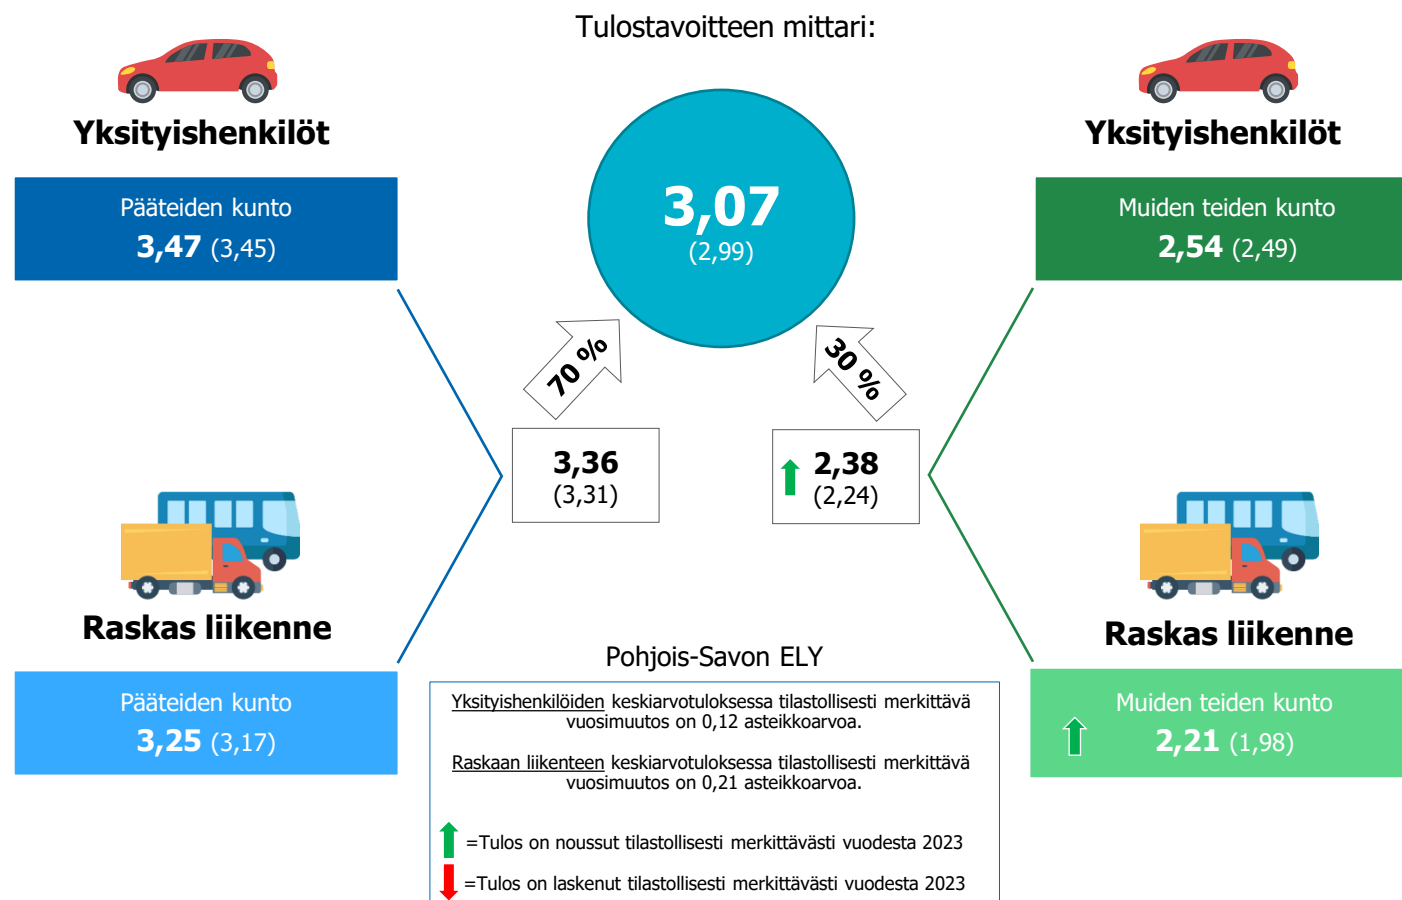 Tulostavoitteen mittari:
Yksityishenkilöt
Pääteiden kunto
3,47 (3,45)
3,07
(2,99)
Yksityishenkilöt
Muiden teiden kunto
2,54 (2,49)
70 %
30 %
3,36
(3,31)
2,38
(2,24)
Raskas liikenne
Pääteiden kunto
3,25 (3,17)
Raskas liikenne
Muiden teiden kunto
2,21 (1,98)
Pohjois-Savon ELY
Yksityishenkilöiden keskiarvotuloksessa tilastollisesti merkittävä
vuosimuutos on 0,12 asteikkoarvoa.
Raskaan liikenteen keskiarvotuloksessa tilastollisesti merkittävä
vuosimuutos on 0,21 asteikkoarvoa.
=Tulos on noussut tilastollisesti merkittävästi vuodesta 2023
=Tulos on laskenut tilastollisesti merkittävästi vuodesta 2023